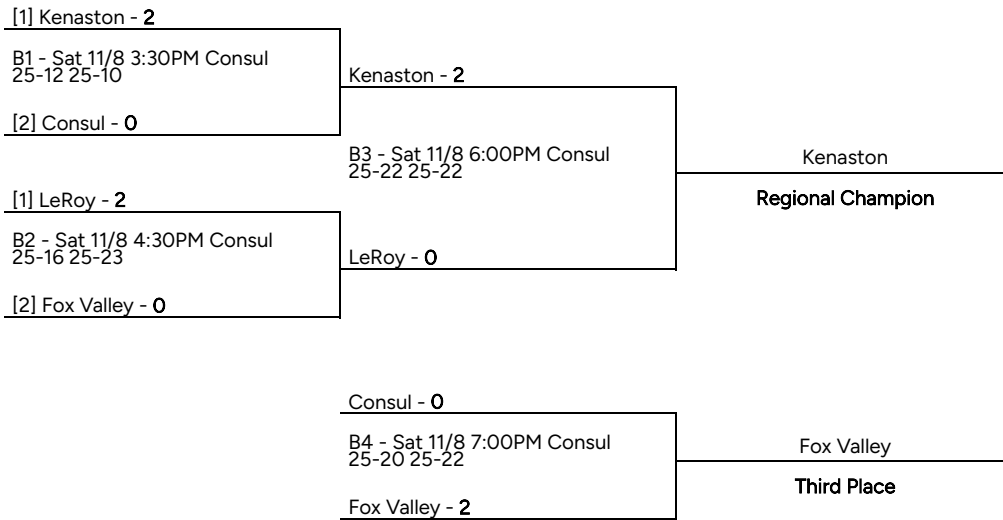 [1] Kenaston - 2
B1 - Sat 11/8 3:30PM Consul
25-12 25-10
[2] Consul - 0
Kenaston - 2
B3 - Sat 11/8 6:00PM Consul
25-22 25-22
LeRoy - 0
[1] LeRoy - 2
B2 - Sat 11/8 4:30PM Consul
25-16 25-23
[2] Fox Valley - 0
Kenaston
Regional Champion
Consul - 0
B4 - Sat 11/8 7:00PM Consul
25-20 25-22
Fox Valley - 2
Fox Valley
Third Place